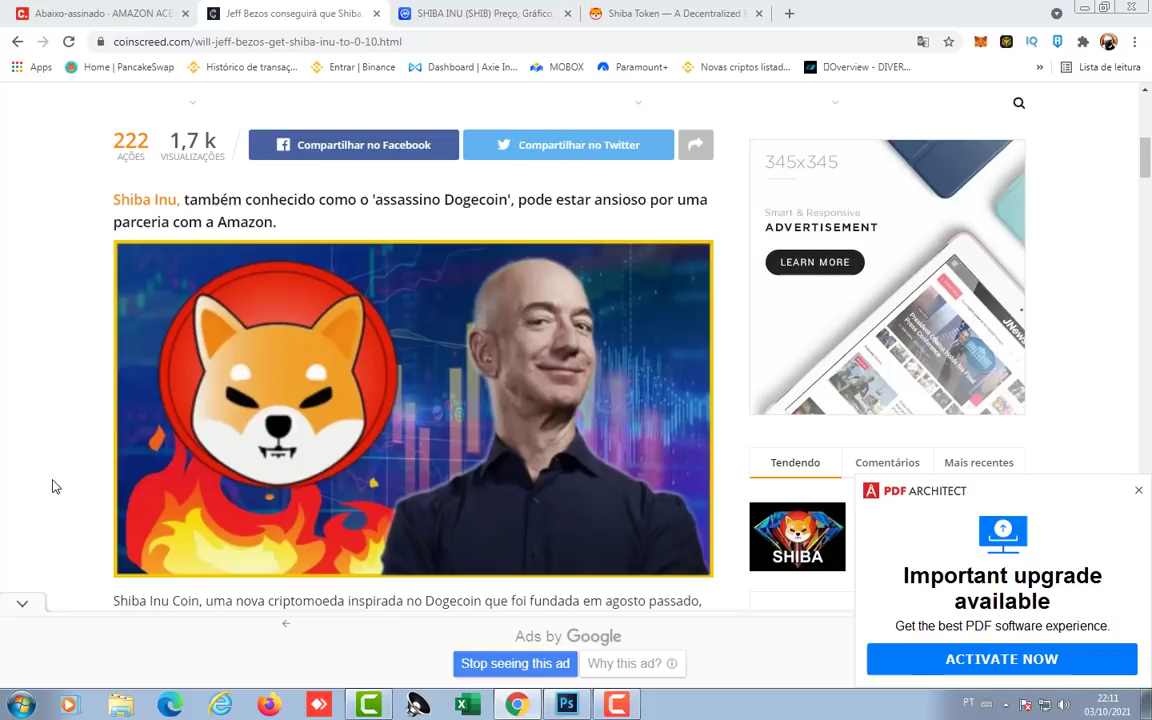 Abaixo-assinado · AMAZON ACE
Jeff Bezos conseguirá que Shiba
SHIBA INU (SHIB) Preço, Gráfico
Shiba Token — A Decentralized
coinscreed.com/will-jeff-bezos-get-shiba-inu-to-0-10.html
Apps
Home | PancakeSwap
Histórico de transaç...
Entrar | Binance
Dashboard | Axie In...
MOBOX
Paramount+
Novas criptos listad...
Overview - DIVER...
»
Lista de leitura
222
AÇÕES
1,7 k
VISUALIZAÇÕES
Compartilhar no Facebook
Compartilhar no Twitter
Shiba Inu, também conhecido como o 'assassino Dogecoin', pode estar ansioso por uma
parceria com a Amazon.
345x345
Smart & Responsive
ADVERTISEMENT
LEARN MORE
Tendendo
Comentários
Mais recentes
SHIBA
PDF ARCHITECT
Important upgrade
available
Get the best PDF software experience.
ACTIVATE NOW
Shiba Inu Coin, uma nova criptomoeda inspirada no Dogecoin que foi fundada em agosto passado,
Ads by Google
Stop seeing this ad
Why this ad?
PT
22:11
03/10/2021